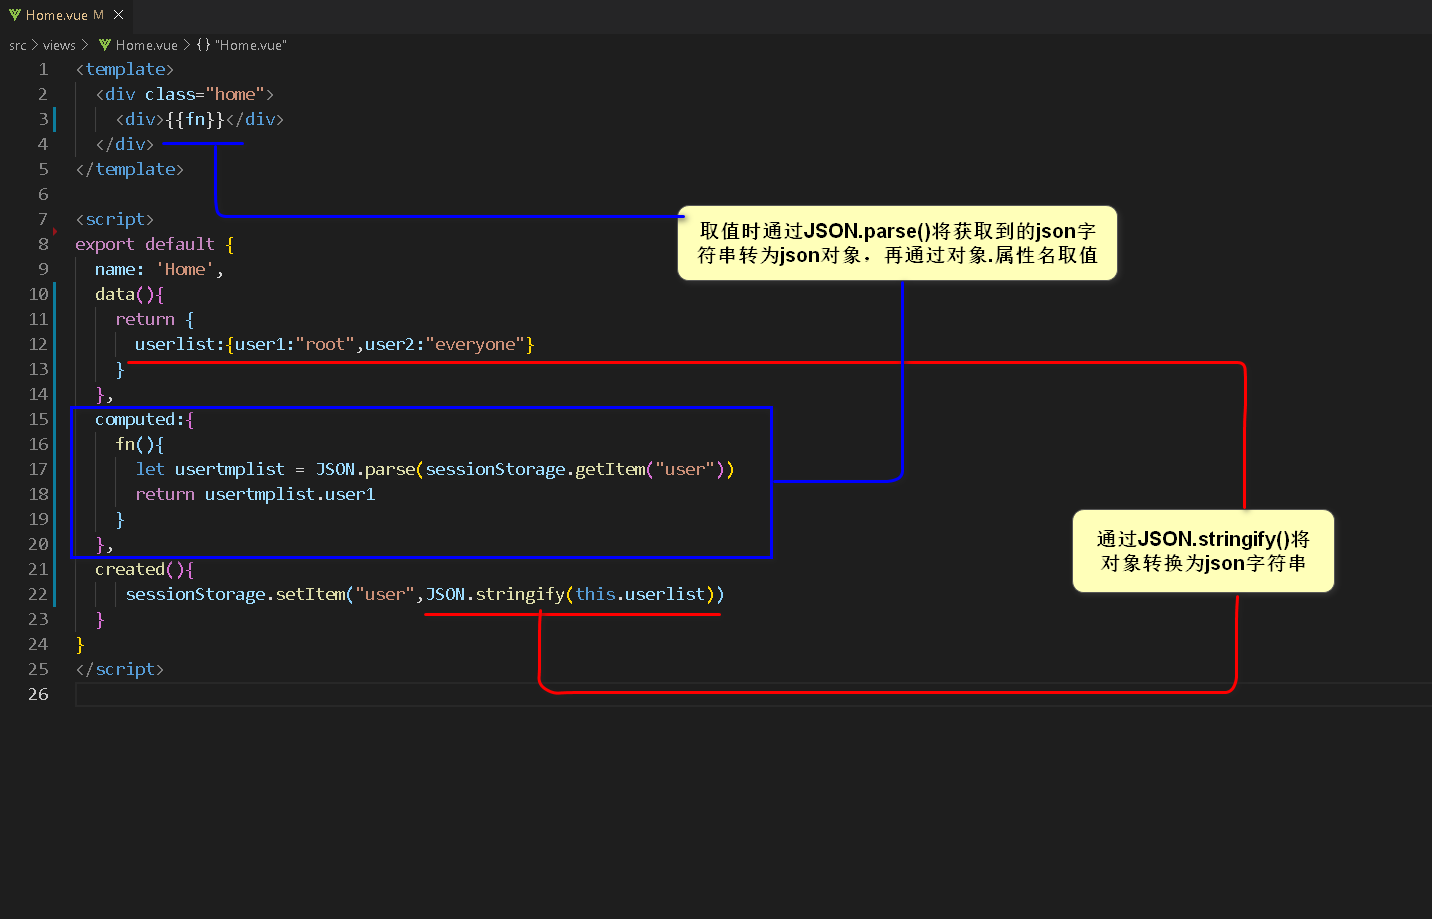 Home.vue M
src > views > Home.vue > {} "Home.vue"
1 <template>
2 <div class="home">
3 <div>{{fn}}</div>
4 </div>
5 </template>
6
7 <script>
8 export default {
9 name: 'Home',
10 data(){
11 return {
12 userlist:{user1:"root",user2:"everyone"}
13 }
14 },
15 computed:{
16 fn(){
17 let usertmplist = JSON.parse(sessionStorage.getItem("user"))
18 return usertmplist.user1
19 }
20 },
21 created(){
22 sessionStorage.setItem("user",JSON.stringify(this.userlist))
23 }
24 }
25 </script>
26
取值时通过JSON.parse()将获取到的json字
符串转为json对象，再通过对象.属性名取值
通过JSON.stringify()将
对象转换为json字符串